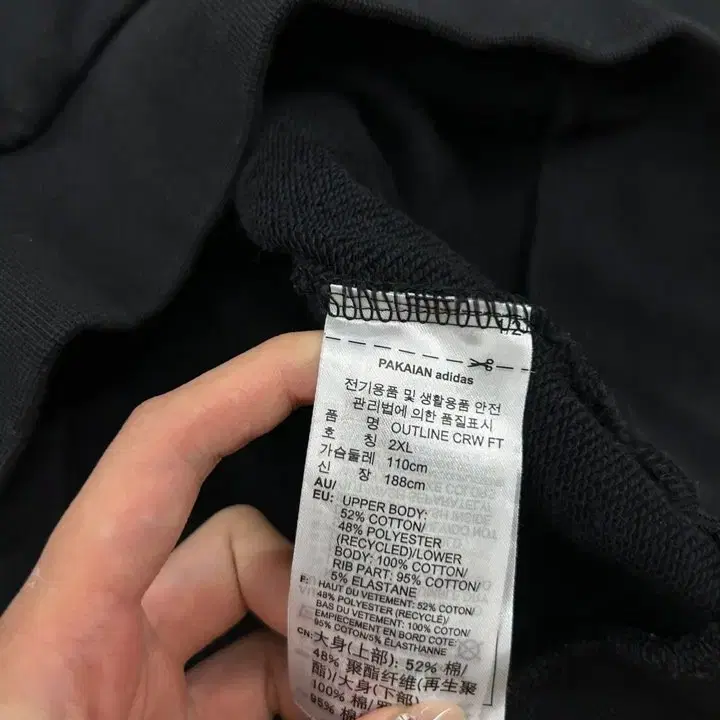 1/2
PAKAIAN adidas
전기용품 및 생활용품 안전
관리법에 의한 품질표시
품 명 OUTLINE CRW FT
호 칭 2XL
가슴둘레 110cm
신 장 188cm
AU/
EU: UPPER BODY:
52% COTTON/
48% POLYESTER
(RECYCLED)/LOWER
BODY: 100% COTTON/
RIB PART: 95% COTTON/
5% ELASTANE
F: HAUT DU VETEMENT: 52% COTON/
48% POLYESTER (RECYCLÉ)/
BAS DU VETEMENT: 100% COTON/
EMPIECEMENT EN BORD COTE:
95% COTON/5% ELASTHANNE
CN: 大身(上部): 52% 棉/
48% 聚酯纤维(再生聚
酯)/大身(下部):
100% 棉/
95% 棉